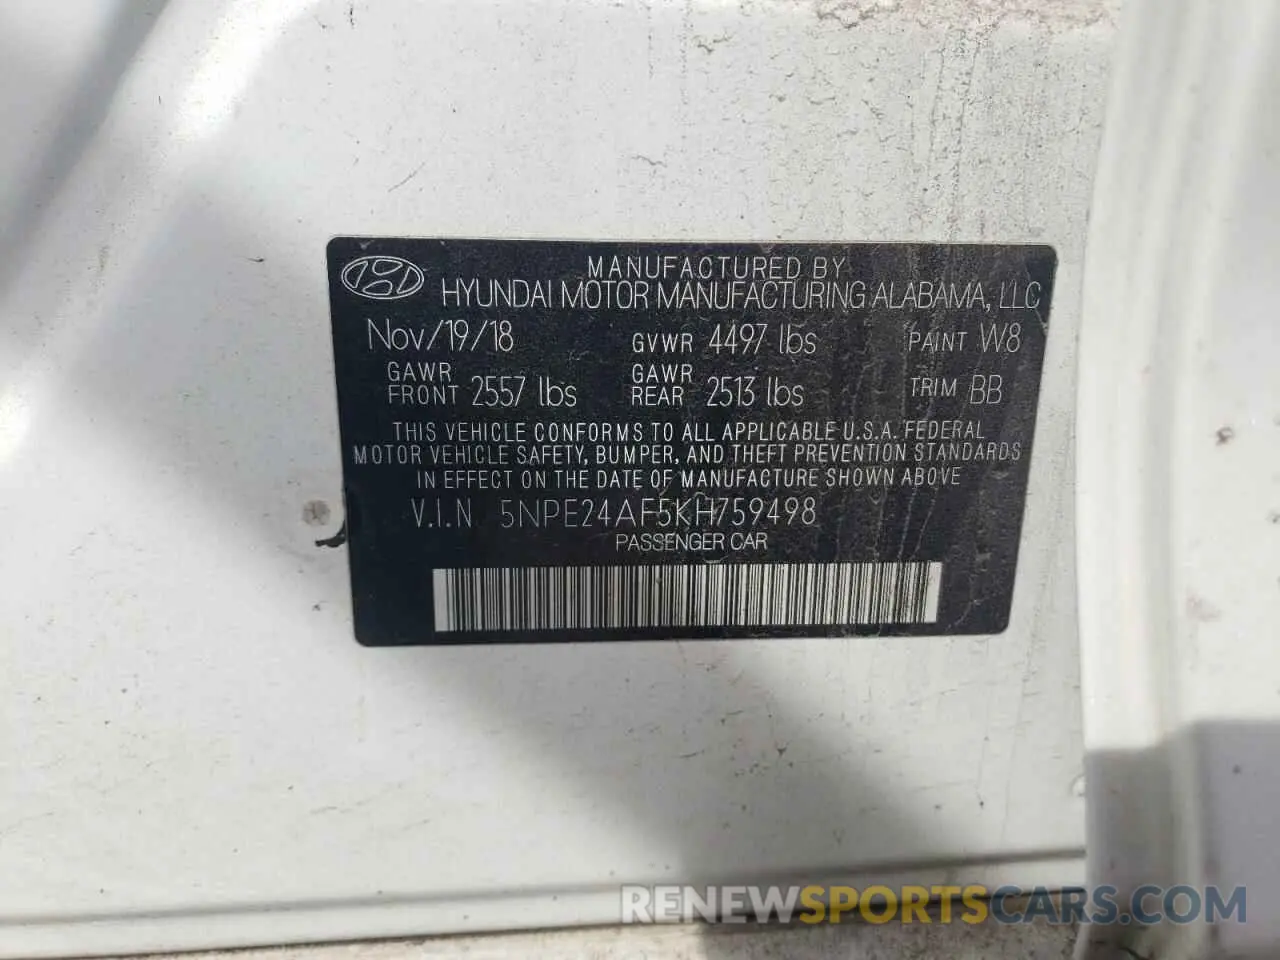 MANUFACTURED BY
HYUNDAI MOTOR MANUFACTURING ALABAMA, LLC
Nov/19/18 GVWR 4497 lbs PAINT W8
GAWR FRONT 2557 lbs GAWR REAR 2513 lbs TRIM BB
THIS VEHICLE CONFORMS TO ALL APPLICABLE U.S.A. FEDERAL
MOTOR VEHICLE SAFETY, BUMPER, AND THEFT PREVENTION STANDARDS
IN EFFECT ON THE DATE OF MANUFACTURE SHOWN ABOVE
V.I.N 5NPE24AF5KH759498
PASSENGER CAR
RENEWSPORTSCARS.COM